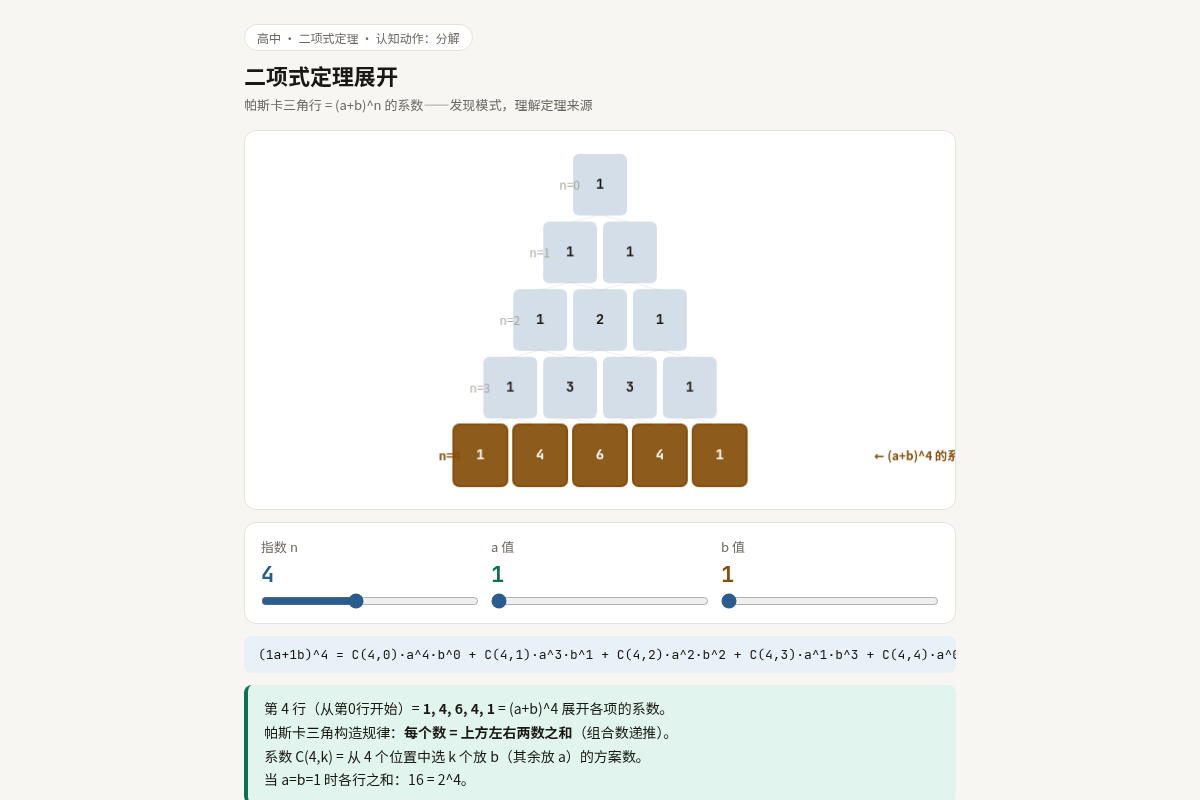 高中 · 二项式定理 · 认知动作：分解
二项式定理展开
帕斯卡三角行 = (a+b)^n 的系数——发现模式，理解定理来源
n=0 1
n=1 1 1
n=2 1 2 1
n=3 1 3 3 1
n= 1 4 6 4 1 ← (a+b)^4 的系
指数 n a 值 b 值
4 1 1
(1a+1b)^4 = C(4,0)·a^4·b^0 + C(4,1)·a^3·b^1 + C(4,2)·a^2·b^2 + C(4,3)·a^1·b^3 + C(4,4)·a^0
第 4 行（从第0行开始）= 1, 4, 6, 4, 1 = (a+b)^4 展开各项的系数。
帕斯卡三角构造规律：每个数 = 上方左右两数之和（组合数递推）。
系数 C(4,k) = 从 4 个位置中选 k 个放 b（其余放 a）的方案数。
当 a=b=1 时各行之和：16 = 2^4。